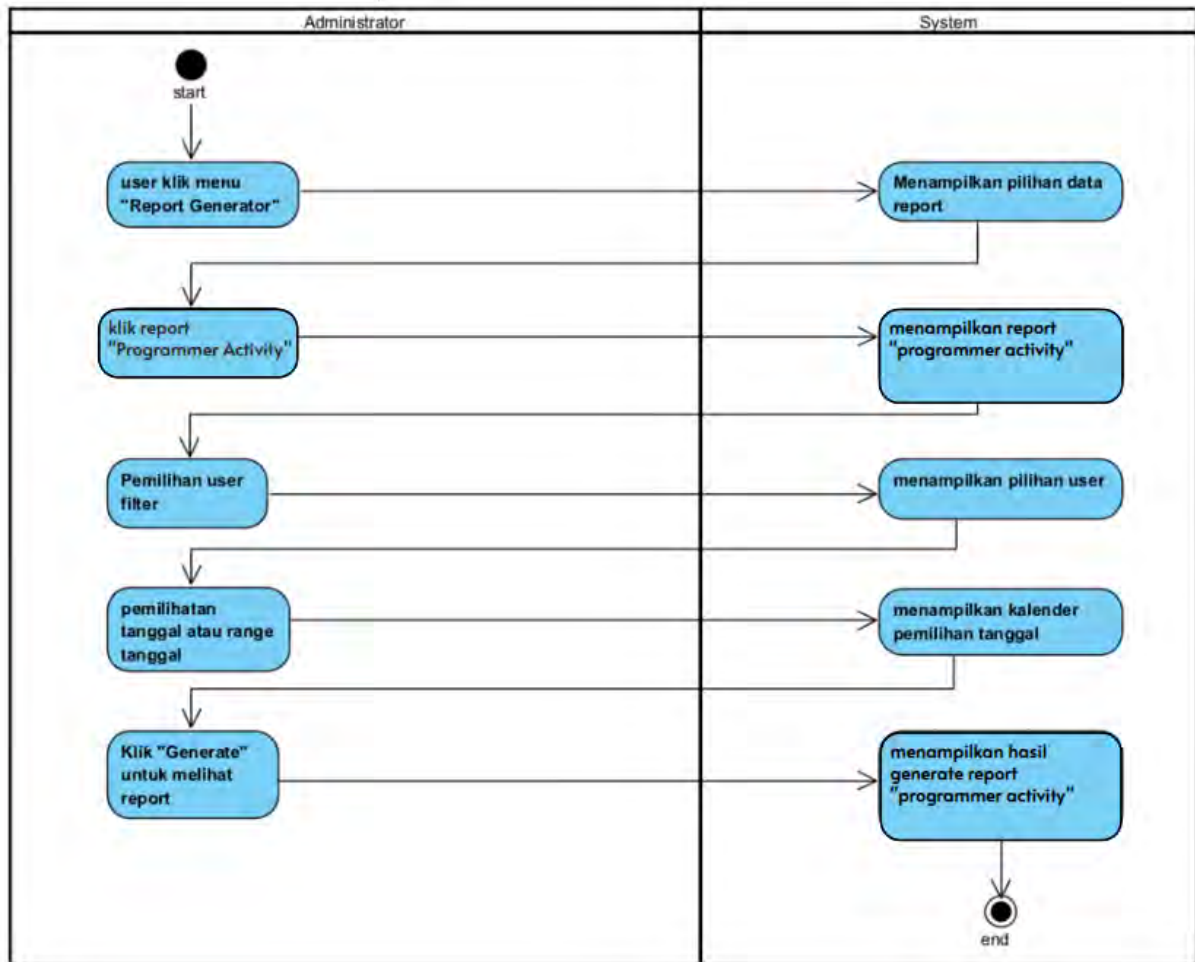 Administrator
System
start
user klik menu
"Report Generator"
Menampilkan pilihan data
report
klik report
"Programmer Activity"
menampilkan report
"programmer activity"
Pemilihan user
filter
menampilkan pilihan user
pemilihatan
tanggal atau range
tanggal
menampilkan kalender
pemilihan tanggal
Klik "Generate"
untuk melihat
report
menampilkan hasil
generate report
"programmer activity"
end